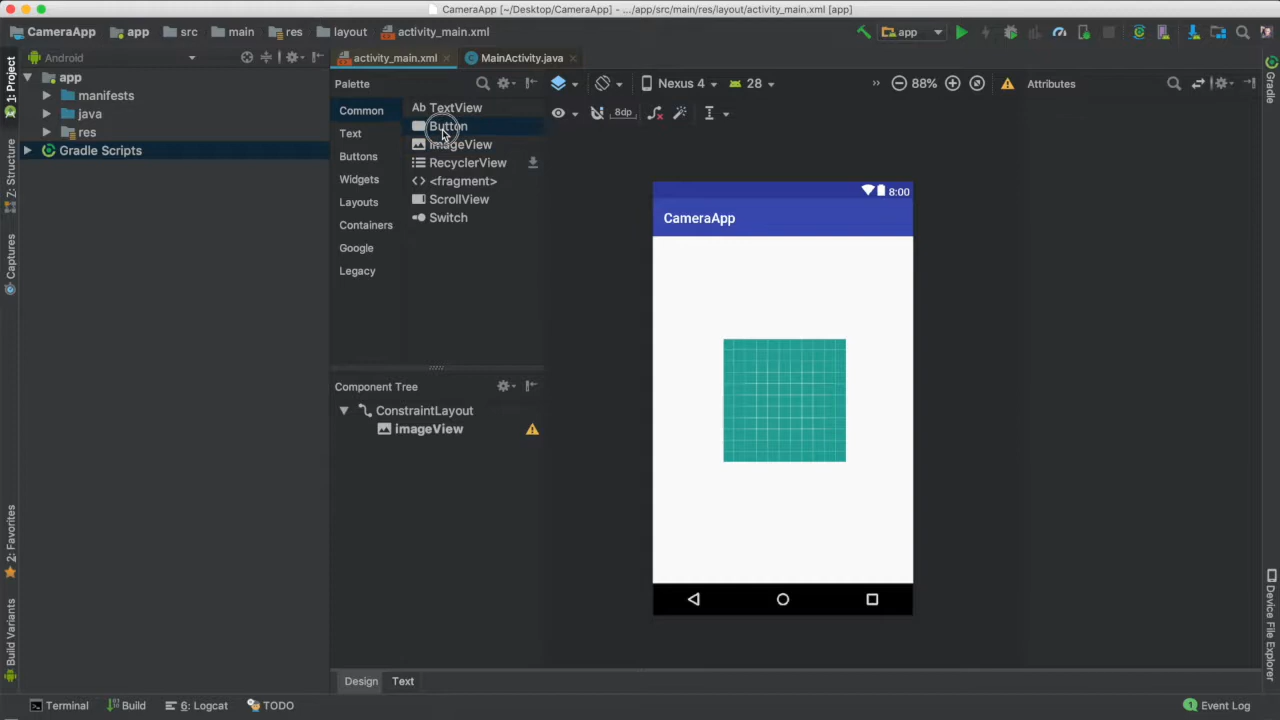 CameraApp [~/Desktop/CameraApp] - .../app/src/main/res/layout/activity_main.xml [app]
CameraApp app src main res layout activity_main.xml app
Android activity_main.xml MainActivity.java
1: Project
Z: Structure
Captures
2: Favorites
Build Variants
app
manifests
java
res
Gradle Scripts
Palette
Common
Text
Buttons
Widgets
Layouts
Containers
Google
Legacy
Ab TextView
Button
ImageView
RecyclerView
<fragment>
ScrollView
Switch
Nexus 4 28 » 88%
8dp
Attributes
Component Tree
ConstraintLayout
imageView
8:00
CameraApp
Design Text
Gradle
Device File Explorer
Terminal Build 6: Logcat TODO 1 Event Log